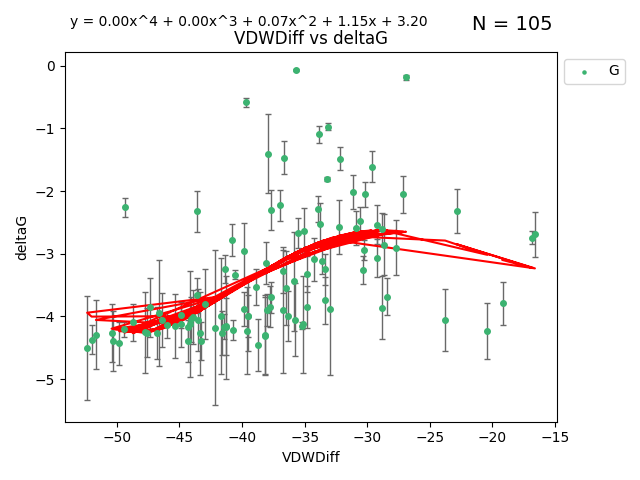 y = 0.00x^4 + 0.00x^3 + 0.07x^2 + 1.15x + 3.20
N = 105
VDWDiff vs deltaG
G
deltaG
0
−1
−2
−3
−4
−5
−50
−45
−40
−35
−30
−25
−20
−15
VDWDiff